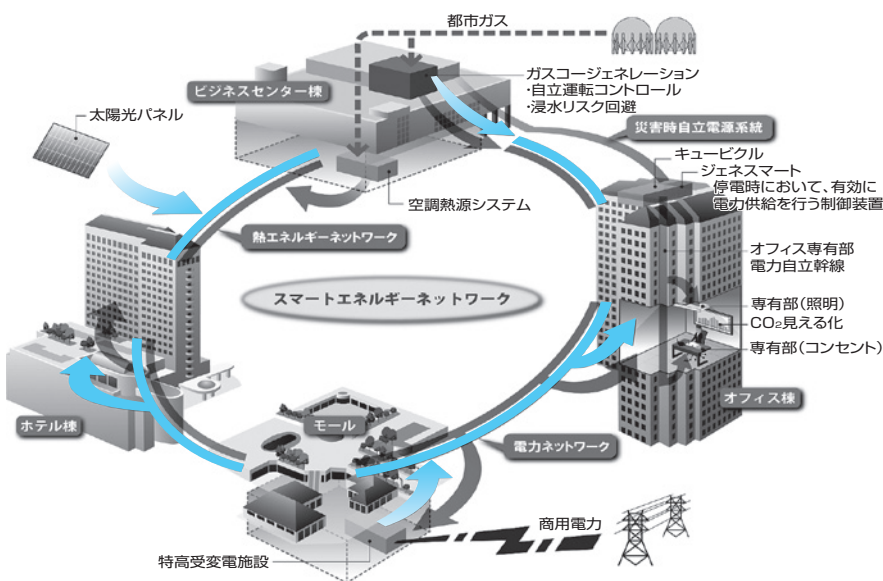 都市ガス
ビジネスセンター棟
ガスコージェネレーション
・自立運転コントロール
・浸水リスク回避
太陽光パネル
災害時自立電源系統
キュービクル
ジェネスマート
停電時において、有効に
電力供給を行う制御装置
空調熱源システム
熱エネルギーネットワーク
オフィス専有部
電力自立幹線
スマートエネルギーネットワーク
専有部(照明)
CO₂見える化
専有部(コンセント)
ホテル棟
モール
オフィス棟
電力ネットワーク
商用電力
特高受変電施設